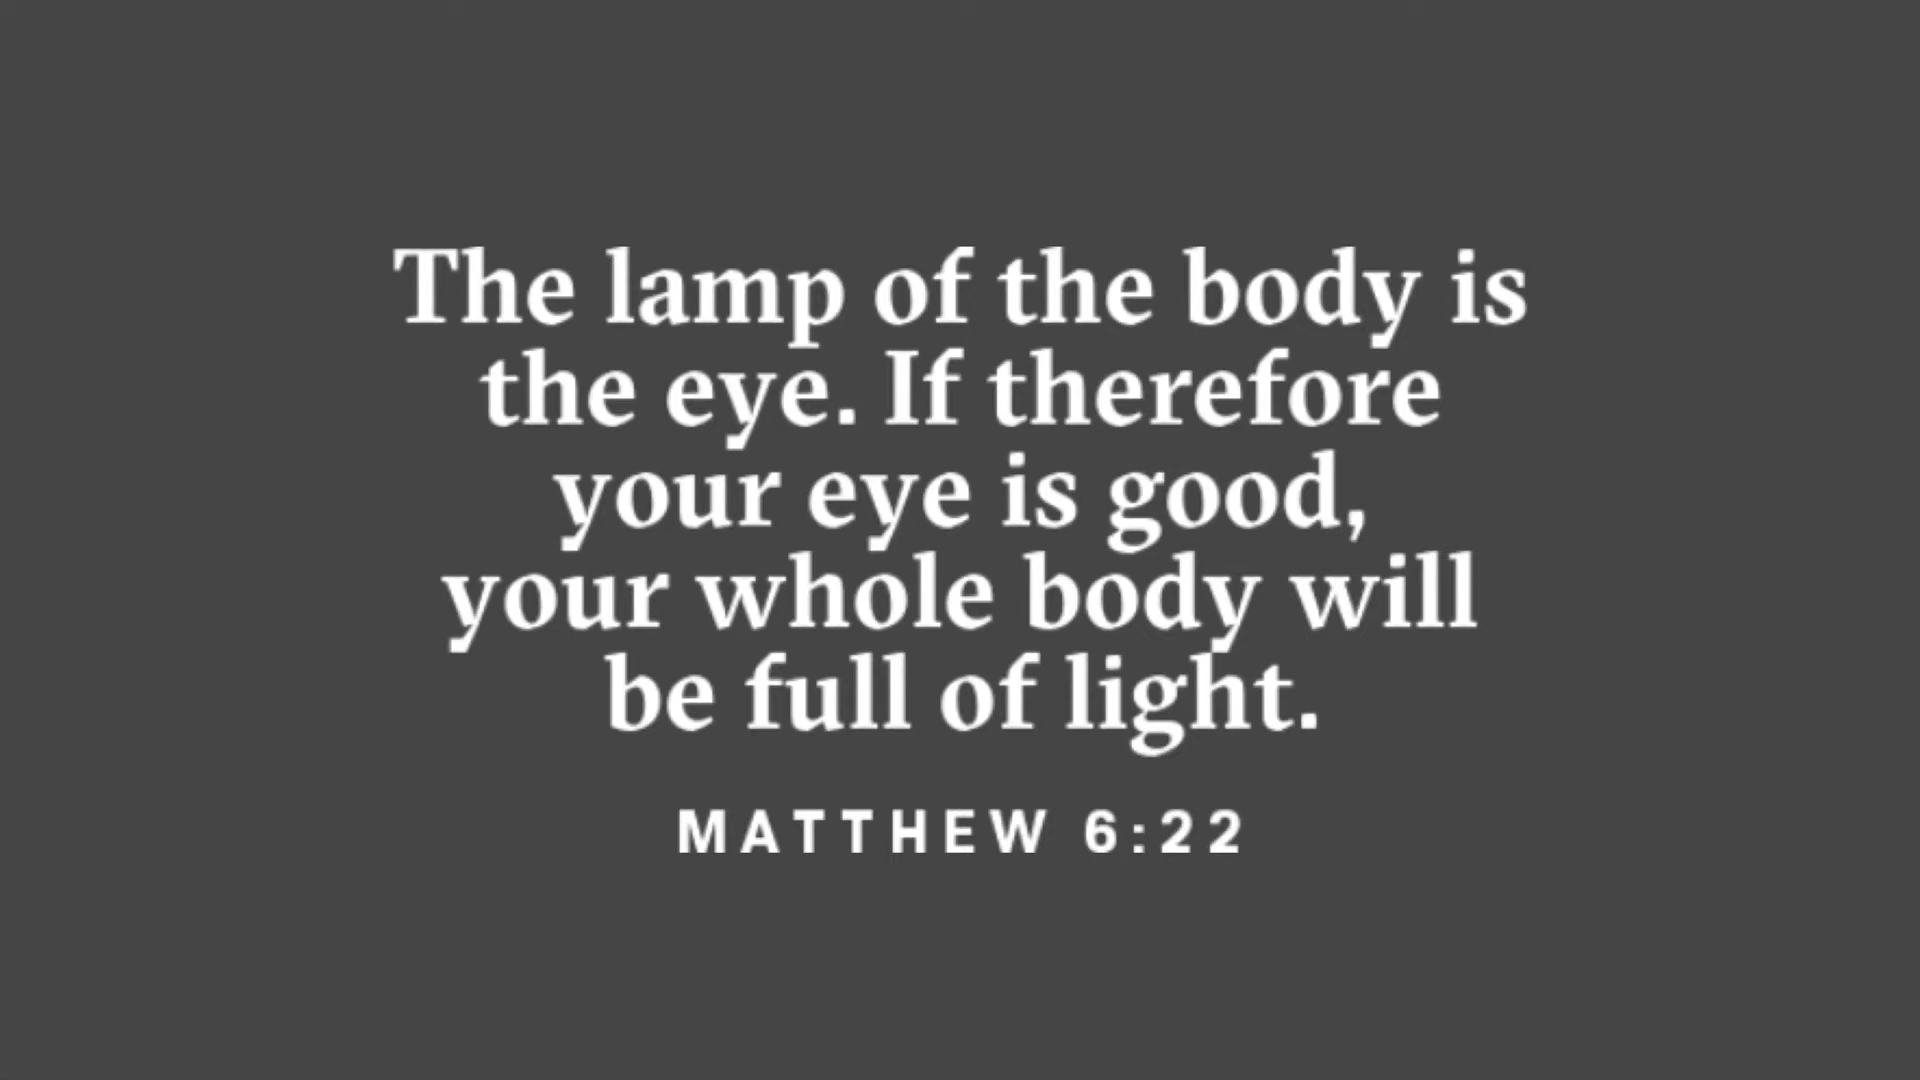 The lamp of the body is
the eye. If therefore
your eye is good,
your whole body will
be full of light.
MATTHEW 6:22